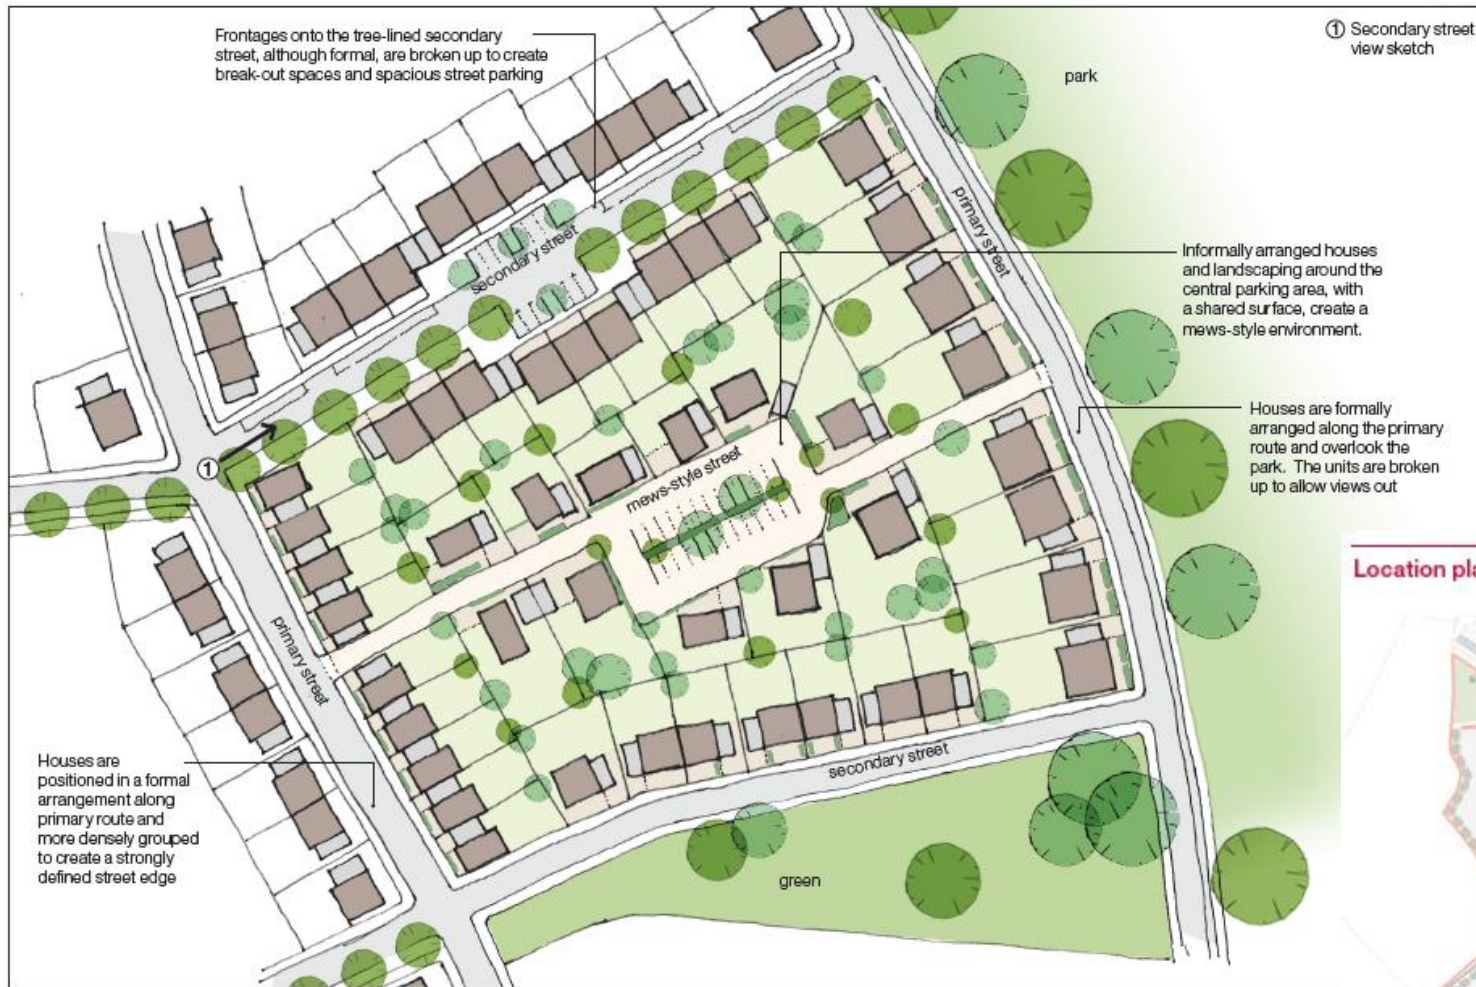 Frontages onto the tree-lined secondary
street, although formal, are broken up to create
break-out spaces and spacious street parking
① Secondary street
view sketch
park
secondary street
primary street
Informally arranged houses
and landscaping around the
central parking area, with
a shared surface, create a
mews-style environment.
Houses are formally
arranged along the primary
route and overlook the
park. The units are broken
up to allow views out
①
mews-style street
Location pla
primary street
Houses are
positioned in a formal
arrangement along
primary route and
more densely grouped
to create a strongly
defined street edge
secondary street
green